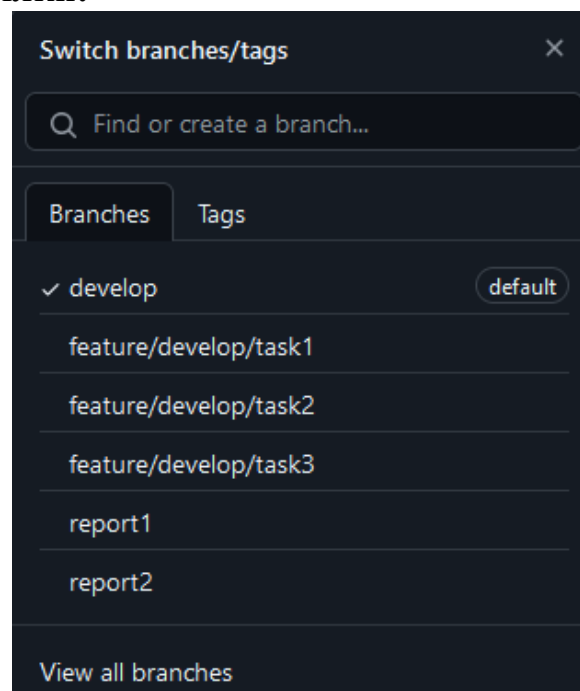 Switch branches/tags
Find or create a branch...
Branches Tags
develop default
feature/develop/task1
feature/develop/task2
feature/develop/task3
report1
report2
View all branches